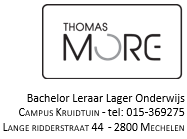 THOMAS
MORE
Bachelor Leraar Lager Onderwijs
CAMPUS KRUIDTUIN - tel: 015-369275
LANGE RIDDERSTRAAT 44 - 2800 MECHELEN